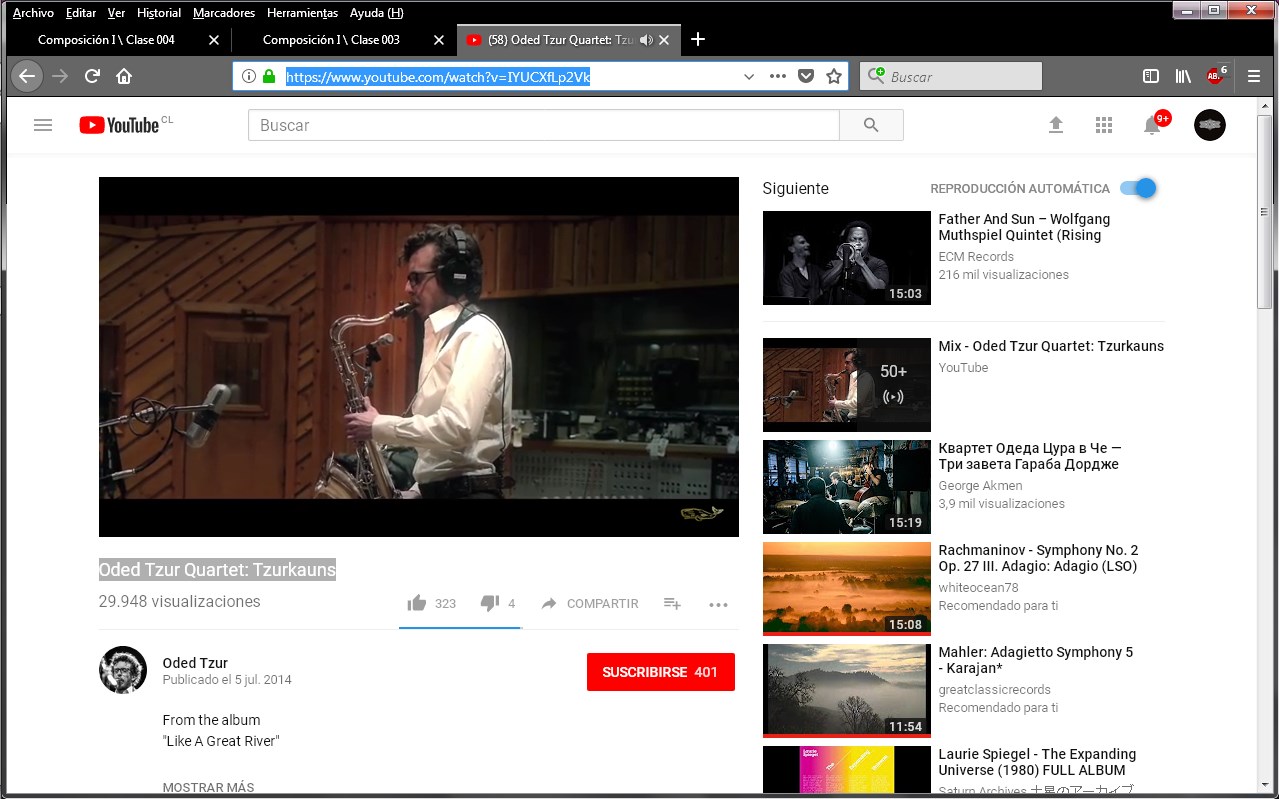 Archivo Editar Ver Historial Marcadores Herramientas Ayuda (H)
Composición I \ Clase 004
Composición I \ Clase 003
(58) Oded Tzur Quartet: Tzu
https://www.youtube.com/watch?v=IYUCXfLp2Vk
Buscar
ABP
6
YouTube CL
Buscar
9+
Siguiente
REPRODUCCIÓN AUTOMÁTICA
Father And Sun – Wolfgang
Muthspiel Quintet (Rising
ECM Records
216 mil visualizaciones
15:03
Mix - Oded Tzur Quartet: Tzurkauns
YouTube
50+
Квартет Одеда Цура в Че —
Три завета Гараба Дордже
George Akmen
3,9 mil visualizaciones
15:19
Rachmaninov - Symphony No. 2
Op. 27 III. Adagio: Adagio (LSO)
whiteocean78
Recomendado para ti
15:08
Mahler: Adagietto Symphony 5
- Karajan*
greatclassicrecords
Recomendado para ti
11:54
Laurie Spiegel - The Expanding
Universe (1980) FULL ALBUM
Saturn Archives 土星のアーカイブ
Oded Tzur Quartet: Tzurkauns
29.948 visualizaciones
323
4
COMPARTIR
Oded Tzur
Publicado el 5 jul. 2014
SUSCRIBIRSE 401
From the album
"Like A Great River"
MOSTRAR MÁS